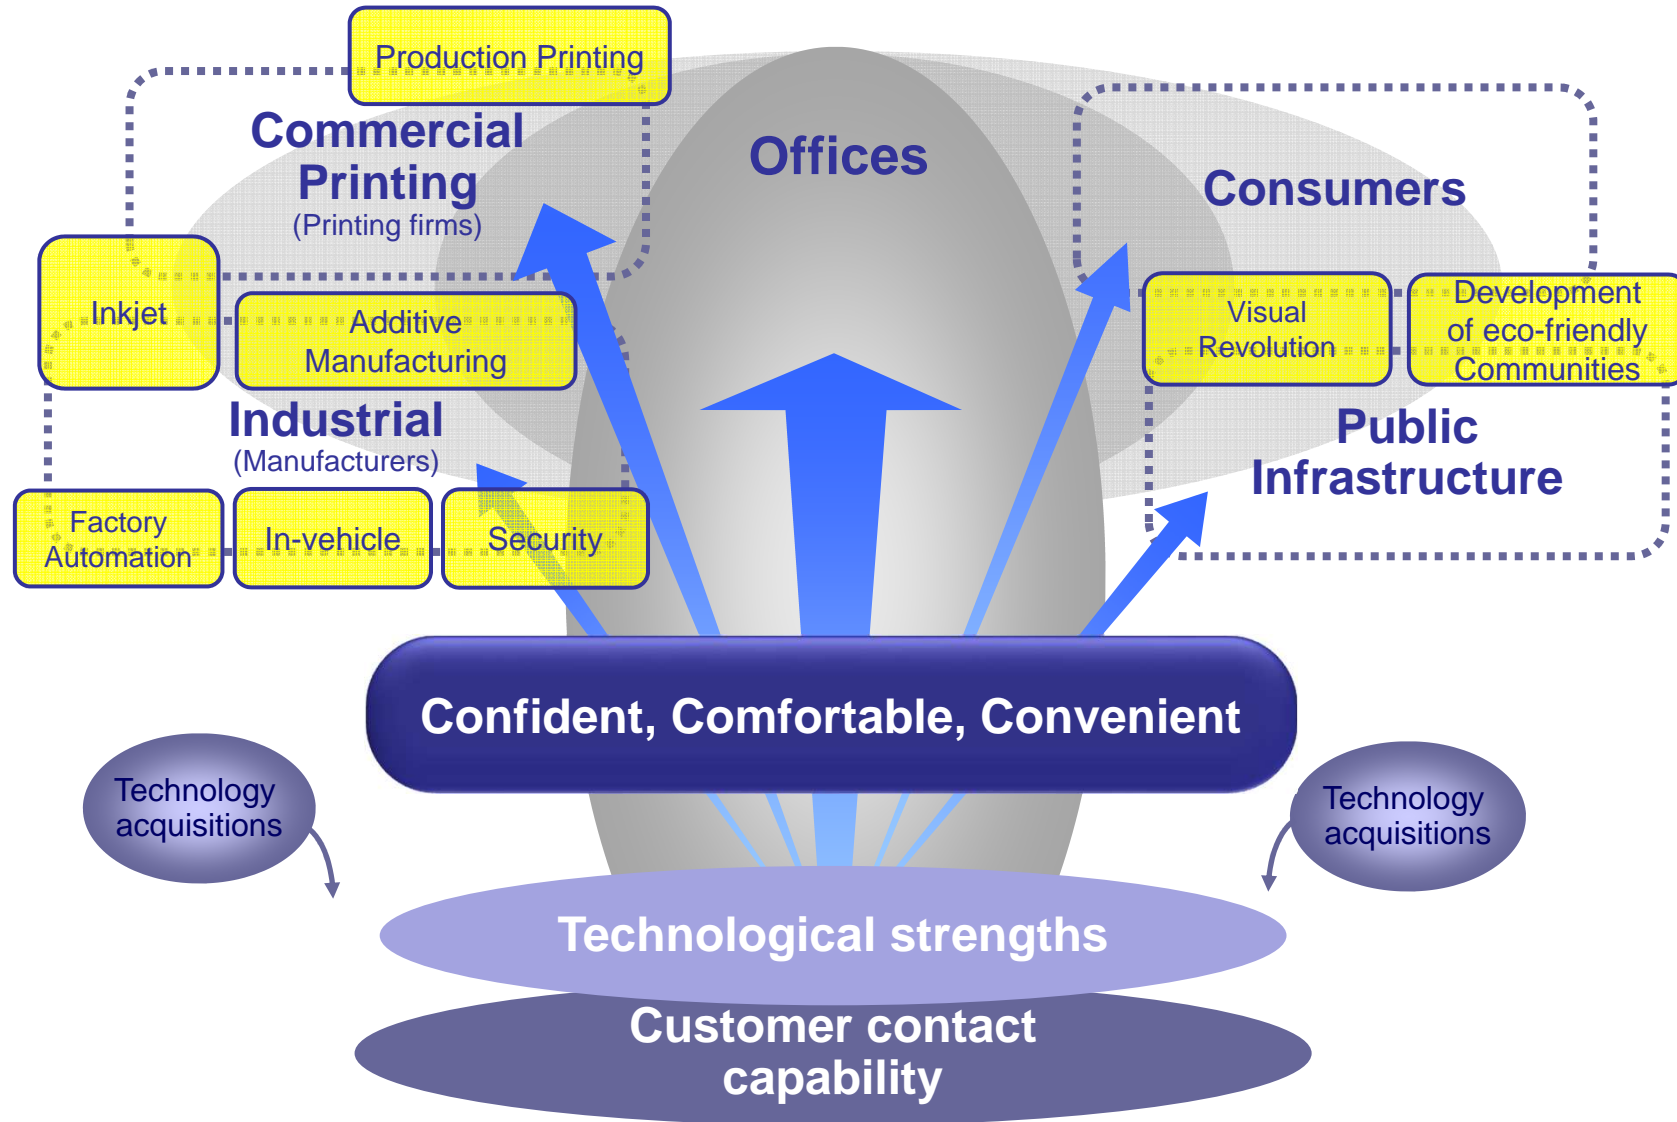 Production Printing
Commercial
Printing
(Printing firms)
Offices
Consumers
Inkjet
Additive
Manufacturing
Visual
Revolution
Development
of eco-friendly
Communities
Industrial
(Manufacturers)
Public
Infrastructure
Factory
Automation
In-vehicle
Security
Confident, Comfortable, Convenient
Technology
acquisitions
Technology
acquisitions
Technological strengths
Customer contact
capability